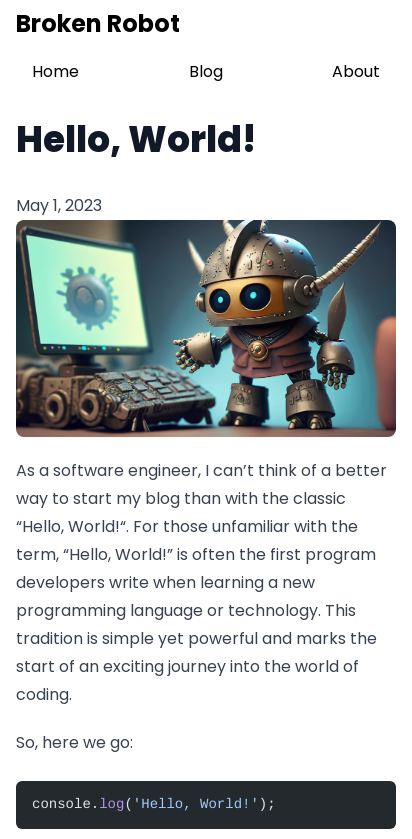 Broken Robot
Home Blog About
Hello, World!
May 1, 2023
As a software engineer, I can’t think of a better
way to start my blog than with the classic
“Hello, World!“. For those unfamiliar with the
term, “Hello, World!” is often the first program
developers write when learning a new
programming language or technology. This
tradition is simple yet powerful and marks the
start of an exciting journey into the world of
coding.
So, here we go:
console.log('Hello, World!');